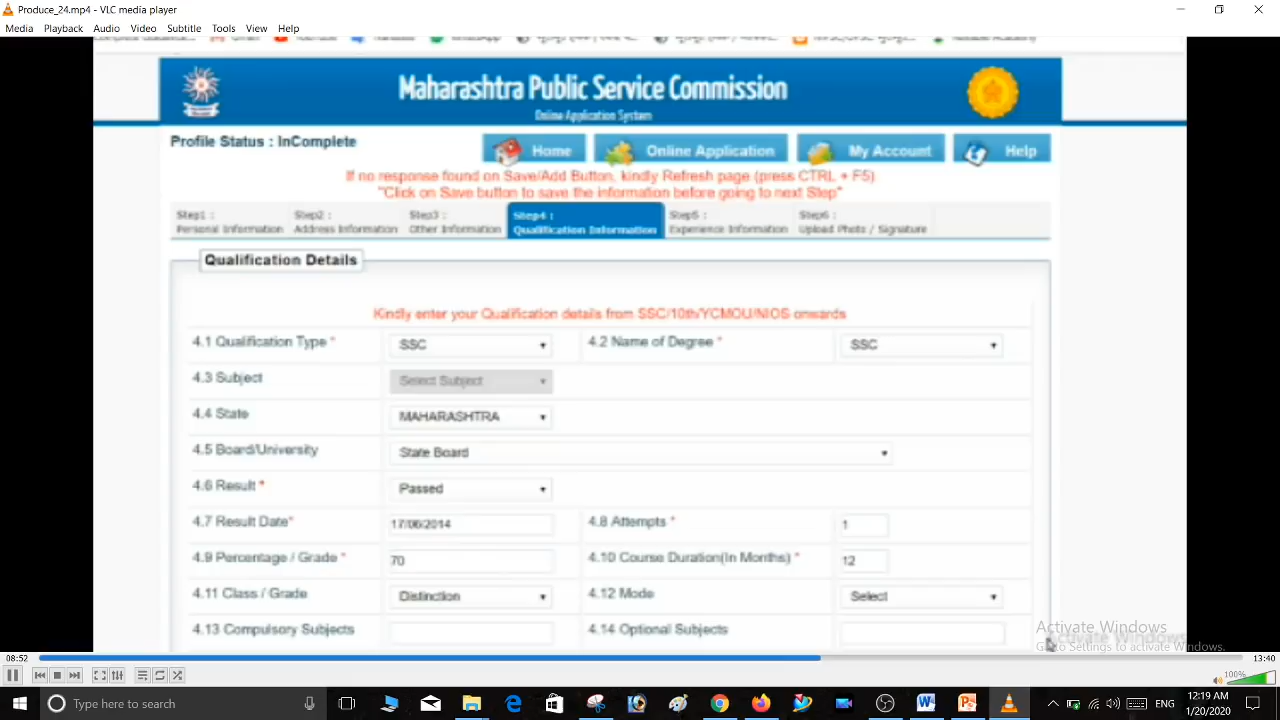 Produce_24.mp4 - VLC media player
Media Playback Audio Video Subtitle Tools View Help
Maharashtra Public Service Commission
Online Application System
Profile Status : InComplete
Home Online Application My Account Help
If no response found on Save/Add Button, kindly Refresh page (press CTRL + F5)
"Click on Save button to save the information before going to next Step"
Step1 : Step2 : Step3 : Step4 : Step5 : Step6 :
Personal Information Address Information Other Information Qualification Information Experience Information Upload Photo / Signature
Qualification Details
Kindly enter your Qualification details from SSC/10th/YCMOU/NIOS onwards
4.1 Qualification Type * SSC 4.2 Name of Degree * SSC
4.3 Subject Select Subject
4.4 State MAHARASHTRA
4.5 Board/University State Board
4.6 Result * Passed
4.7 Result Date* 17/06/2014 4.8 Attempts * 1
4.9 Percentage / Grade * 70 4.10 Course Duration(In Months) * 12
4.11 Class / Grade Distinction 4.12 Mode Select
4.13 Compulsory Subjects 4.14 Optional Subjects
Activate Windows
Activate Windows
Go to Settings to activate Windows.
08:52 13:40
100%
Type here to search
12:19 AM
1/20/2020